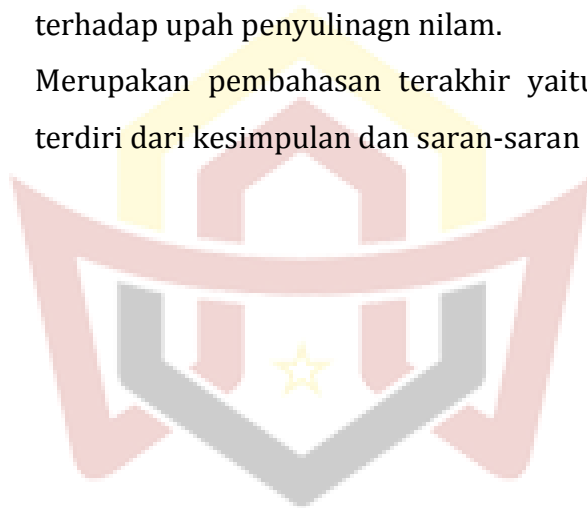 terhadap upah penyulinagn nilam.
Merupakan pembahasan terakhir yaitu
terdiri dari kesimpulan dan saran-saran